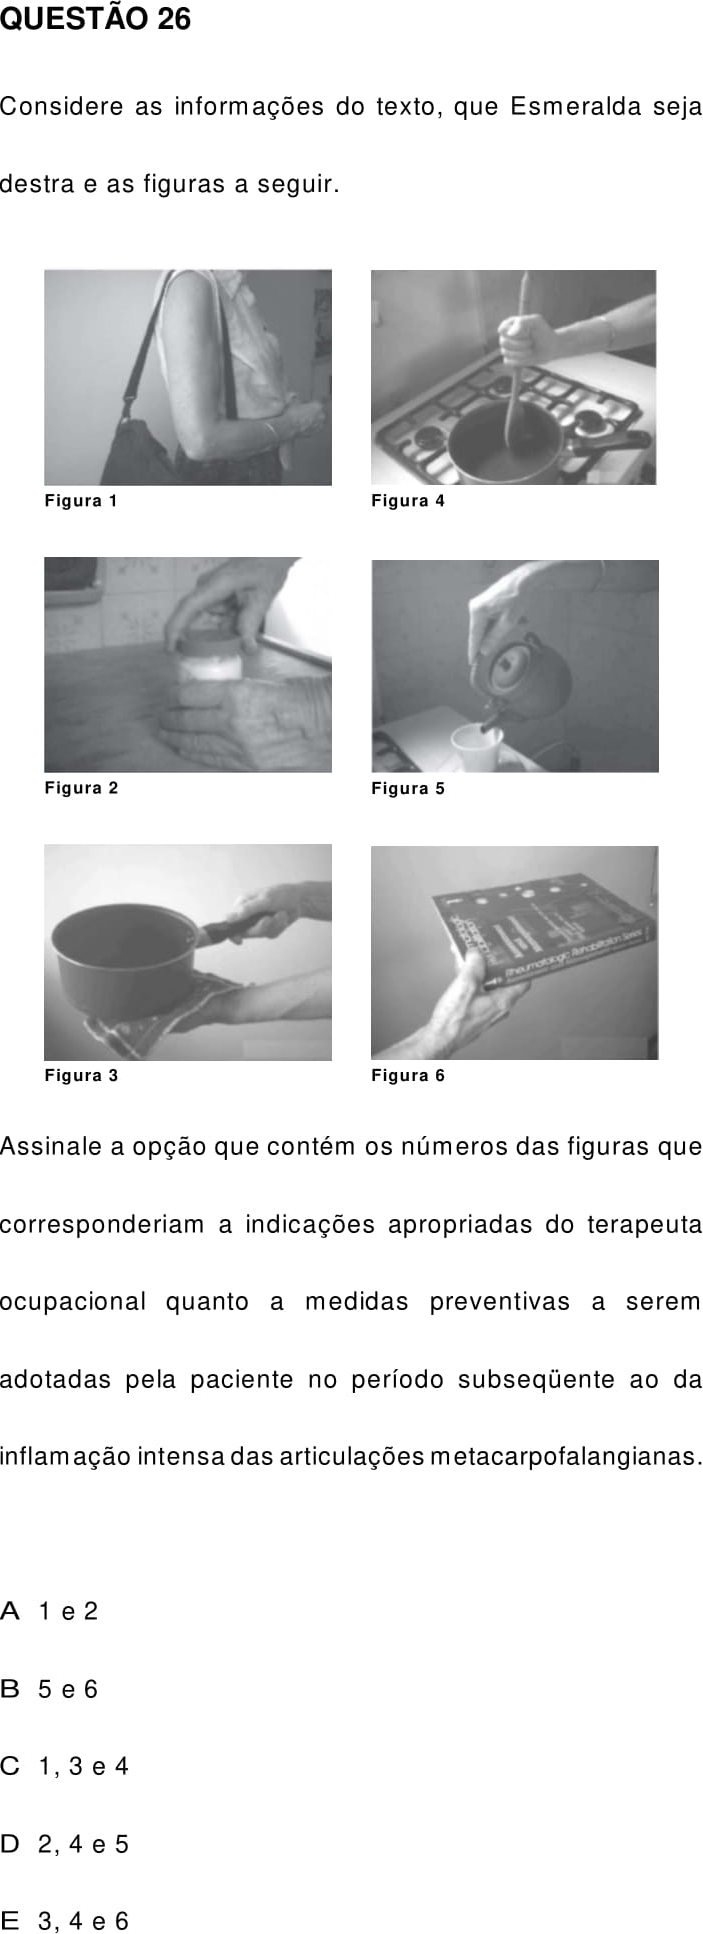 QUESTÃO 26
Considere as informações do texto, que Esmeralda seja
destra e as figuras a seguir.
Figura 1
Figura 4
Figura 2
Figura 5
Rheumatologic Rehabilitation Series
Figura 3
Figura 6
Assinale a opção que contém os números das figuras que
corresponderiam a indicações apropriadas do terapeuta
ocupacional quanto a medidas preventivas a serem
adotadas pela paciente no período subseqüente ao da
inflamação intensa das articulações metacarpofalangianas.
A 1 e 2
B 5 e 6
C 1, 3 e 4
D 2, 4 e 5
E 3, 4 e 6